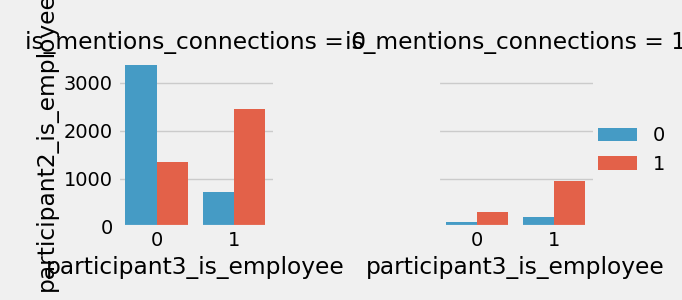 is_mentions_connections = 0
is_mentions_connections = 1
participant2_is_employee
3000
2000
1000
0
0 1
0 1
participant3_is_employee
participant3_is_employee
0
1